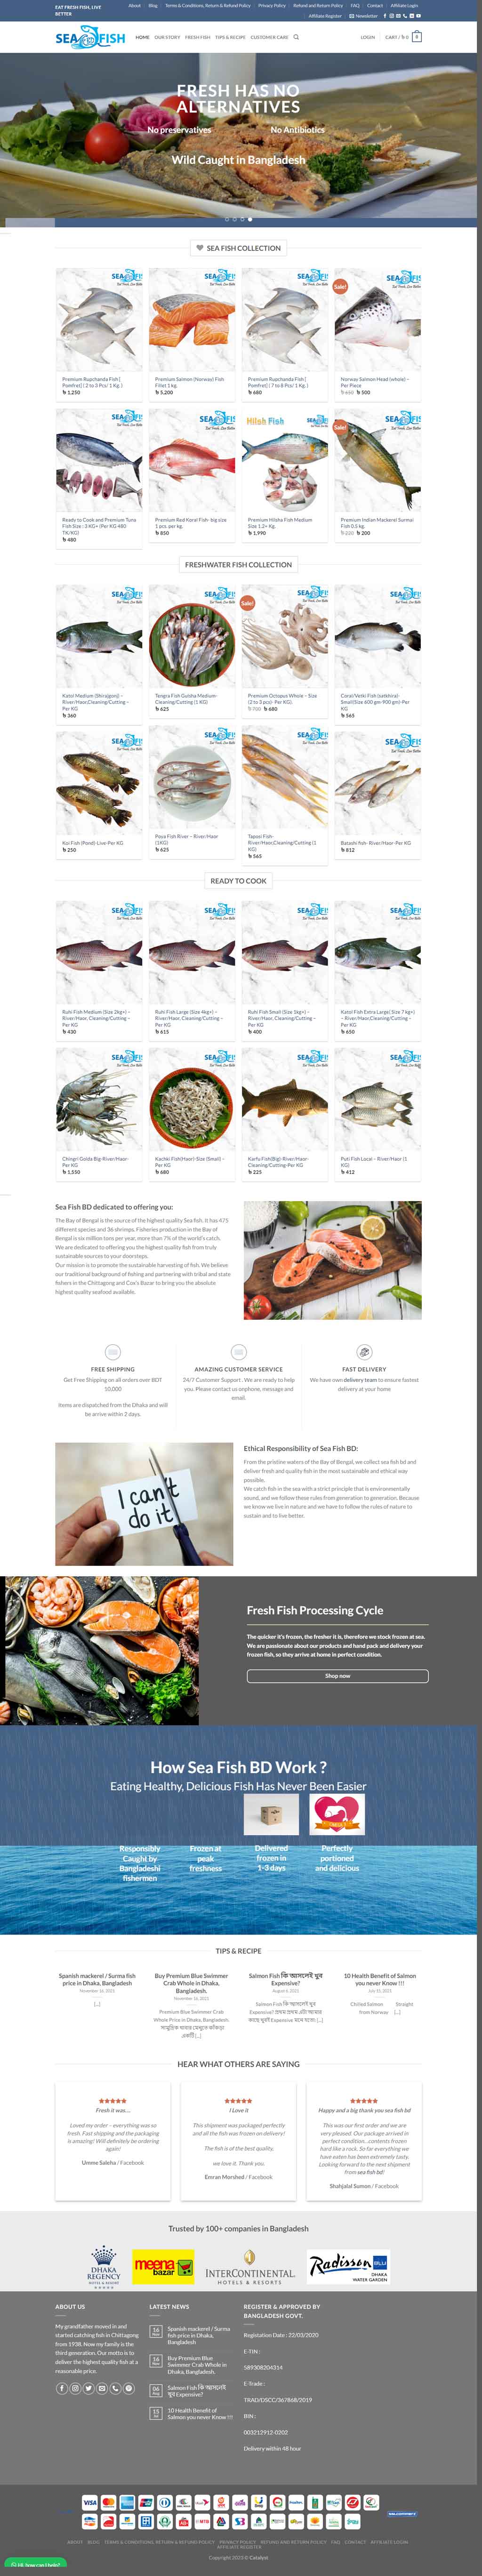 EAT FRESH FISH, LIVE
BETTER
About
Blog
Terms & Conditions, Return & Refund Policy
Privacy Policy
Refund and Return Policy
FAQ
Contact
Affiliate Login
Affiliate Register
Newsletter
SEA FISH
HOME
OUR STORY
FRESH FISH
TIPS & RECIPE
CUSTOMER CARE
LOGIN
CART / ৳ 0
0
FRESH HAS NO
ALTERNATIVES
No preservatives
No Antibiotics
Wild Caught in Bangladesh
SEA FISH COLLECTION
Sale!
Premium Rupchanda Fish [
Pomfret] ( 2 to 3 Pcs/ 1 Kg. )
৳ 1,250
Premium Salmon (Norway) Fish
Fillet 1 kg.
৳ 5,200
Premium Rupchanda Fish [
Pomfret] ( 7 to 8 Pcs/ 1 Kg. )
৳ 680
Norway Salmon Head (whole) –
Per Piece
৳ 650 ৳ 500
Hilsh Fish
Sale!
Ready to Cook and Premium Tuna
Fish Size : 3 KG+ (Per KG 480
TK/KG)
৳ 480
Premium Red Koral Fish- big size
1 pcs. per kg.
৳ 850
Premium Hilsha Fish Medium
Size 1.2+ Kg.
৳ 1,990
Premium Indian Mackerel Surmai
Fish 0.5 kg.
৳ 220 ৳ 200
FRESHWATER FISH COLLECTION
Sale!
Katol Medium (Shirajgonj) –
River/Haor,Cleaning/Cutting –
Per KG
৳ 360
Tengra Fish Gulsha Medium-
Cleaning/Cutting (1 KG)
৳ 625
Premium Octopus Whole – Size
(2 to 3 pcs)- Per KG).
৳ 700 ৳ 680
Coral/Vetki Fish (satkhira)-
Small(Size 600 gm-900 gm)-Per
KG
৳ 565
Koi Fish (Pond)-Live-Per KG
৳ 250
Poya Fish River – River/Haor
(1KG)
৳ 625
Taposi Fish-
River/Haor,Cleaning/Cutting (1
KG)
৳ 565
Batashi fish- River/Haor-Per KG
৳ 812
READY TO COOK
Ruhi Fish Medium (Size 2kg+) –
River/Haor, Cleaning/Cutting –
Per KG
৳ 430
Ruhi Fish Large (Size 4kg+) –
River/Haor, Cleaning/Cutting –
Per KG
৳ 615
Ruhi Fish Small (Size 1kg+) –
River/Haor, Cleaning/Cutting –
Per KG
৳ 400
Katol Fish Extra Large( Size 7 kg+)
– River/Haor,Cleaning/Cutting –
Per KG
৳ 650
Chingri Golda Big-River/Haor-
Per KG
৳ 1,550
Kachki Fish(Haor)-Size (Small) –
Per KG
৳ 680
Karfu Fish(Big)-River/Haor-
Cleaning/Cutting-Per KG
৳ 225
Puti Fish Local – River/Haor (1
KG)
৳ 412
Sea Fish BD dedicated to offering you:
The Bay of Bengal is the source of the highest quality Sea fish. It has 475
different species and 36 shrimps. Fisheries production in the Bay of
Bengal is six million tons per year, more than 7% of the world's catch.
We are dedicated to offering you the highest quality fish from truly
sustainable sources to your doorsteps.
Our mission is to promote the sustainable harvesting of fish. We believe
our traditional background of fishing and partnering with tribal and state
fishers in the Chittagong and Cox's Bazar to bring you the absolute
highest quality seafood available.
FREE SHIPPING
Get Free Shipping on all orders over BDT
10,000
Items are dispatched from the Dhaka and will
be arrive within 2 days.
AMAZING CUSTOMER SERVICE
24/7 Customer Support . We are ready to help
you. Please contact us onphone, message and
email.
FAST DELIVERY
We have own delivery team to ensure fastest
delivery at your home
I can't
do it
Ethical Responsibility of Sea Fish BD:
From the pristine waters of the Bay of Bengal, we collect sea fish bd and
deliver fresh and quality fish in the most sustainable and ethically
possible.
We catch fish in the sea with a strict principle that is environmentally
sustainable, and we follow these from generation to generation. Because
we know we live in nature and we have to follow the rules of nature to
sustain and to live better.
Fresh Fish Processing Cycle
The quicker it's frozen, the fresher it is, therefore we stock frozen at sea.
We are passionate about our products and hand pack and delivery your
frozen fish, so they arrive at home in perfect condition.
Shop now
How Sea Fish BD Work ?
Eating Healthy, Delicious Fish Has Never Been Easier
Responsibly
Caught by
Bangladeshi
fishermen
Frozen at
peak
freshness
Delivered
frozen in
1-3 days
Perfectly
portioned
and delicious
TIPS & RECIPE
Spanish mackerel / Surma fish
price in Dhaka, Bangladesh
November 16, 2021
[...]
Buy Premium Blue Swimmer
Crab Whole in Dhaka,
Bangladesh.
November 16, 2021
Premium Blue Swimmer Crab
Whole Price in Dhaka, Bangladesh.
সামুদ্রিক খাবার মেন্যুতে কাঁকড়া
একটি [...]
Salmon Fish কি আসলেই খুব
Expensive?
August 6, 2021
Salmon Fish কি আসলেই খুব
Expensive? প্রথম প্রথম এটা আমার
কাছে খুবই Expensive মনে হতো। [...]
10 Health Benefit of Salmon
you never Know !!!
July 15, 2021
Chilled Salmon Straight
from Norway [...]
HEAR WHAT OTHERS ARE SAYING
Fresh it was....
Loved my order – everything was so
fresh. Fast shipping and the packaging
is amazing! Will definitely be ordering
again!
Umme Saleha / Facebook
I Love it
This shipment was packaged perfectly
and all the fish was frozen on delivery!
The fish is of the best quality.
we love it. Thank you.
Emran Morshed / Facebook
Happy and a big thank you sea fish bd
This was our first order and we are
very pleased. Our package arrived in
perfect condition...contents frozen
hard like a rock. So far everything we
have eaten has been extremely tasty.
Looking forward to the next shipment
from sea fish bd!
Shahjalal Sumon / Facebook
Trusted by 100+ companies in Bangladesh
DHAKA
REGENCY
HOTEL & RESORT
meena
bazar
INTERCONTINENTAL
HOTELS & RESORTS
Radisson
BLU
DHAKA
WATER GARDEN
ABOUT US
My grandfather moved in and
started catching fish in Chittagong
from 1938. Now my family is the
third generation. Our motto is to
deliver the highest quality fish at a
reasonable price.
LATEST NEWS
16
Nov
Spanish mackerel / Surma
fish price in Dhaka,
Bangladesh
16
Nov
Buy Premium Blue
Swimmer Crab Whole in
Dhaka, Bangladesh.
06
Aug
Salmon Fish কি আসলেই
খুব Expensive?
15
Jul
10 Health Benefit of
Salmon you never Know !!!
REGISTER & APPROVED BY
BANGLADESH GOVT.
Registration Date : 22/03/2020
E-TIN :
589308204314
E-Trade :
TRAD/DSCC/367868/2019
BIN :
003212912-0202
Delivery within 48 hour
VISA
ABOUT
BLOG
TERMS & CONDITIONS, RETURN & REFUND POLICY
PRIVACY POLICY
REFUND AND RETURN POLICY
FAQ
CONTACT
AFFILIATE LOGIN
AFFILIATE REGISTER
Copyright 2023 © Catalyst
Hi, how can I help?